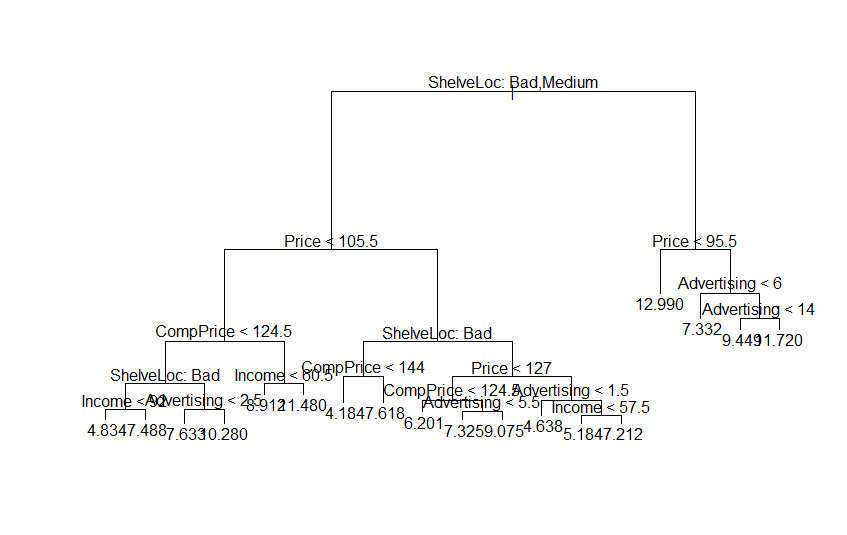 ShelveLoc: Bad,Medium
Price < 105.5
Price < 95.5
Advertising < 6
12.990
Advertising < 14
7.332
9.449
11.720
CompPrice < 124.5
ShelveLoc: Bad
CompPrice < 144
Price < 127
ShelveLoc: Bad
Income < 60.5
CompPrice < 124.5
Advertising < 1.5
Income < 92
Advertising < 2.5
8.912
11.480
4.184
7.618
Advertising < 5.5
Income < 57.5
4.834
7.488
7.633
10.280
6.201
7.325
9.075
4.638
5.184
7.212